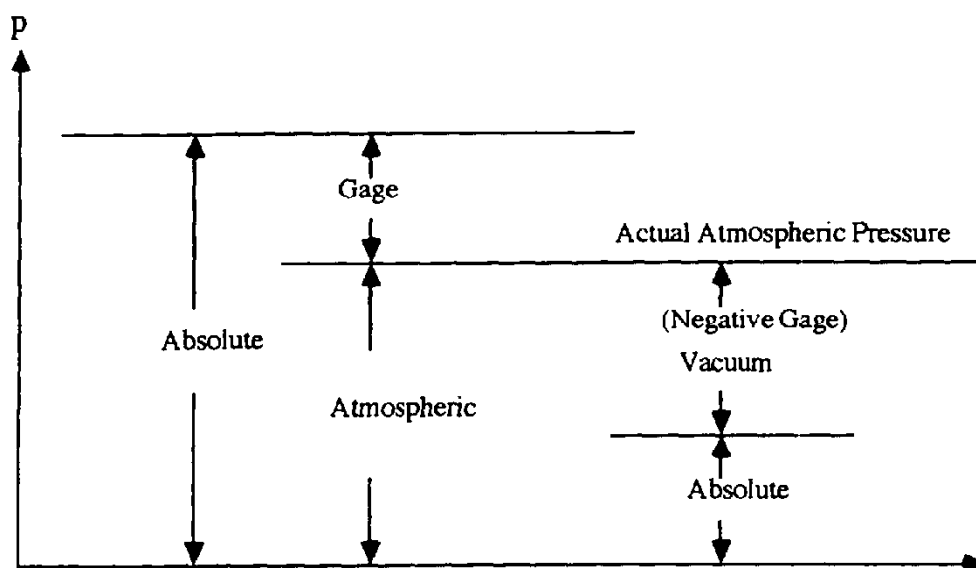 p
Gage
Actual Atmospheric Pressure
(Negative Gage)
Vacuum
Absolute
Atmospheric
Absolute